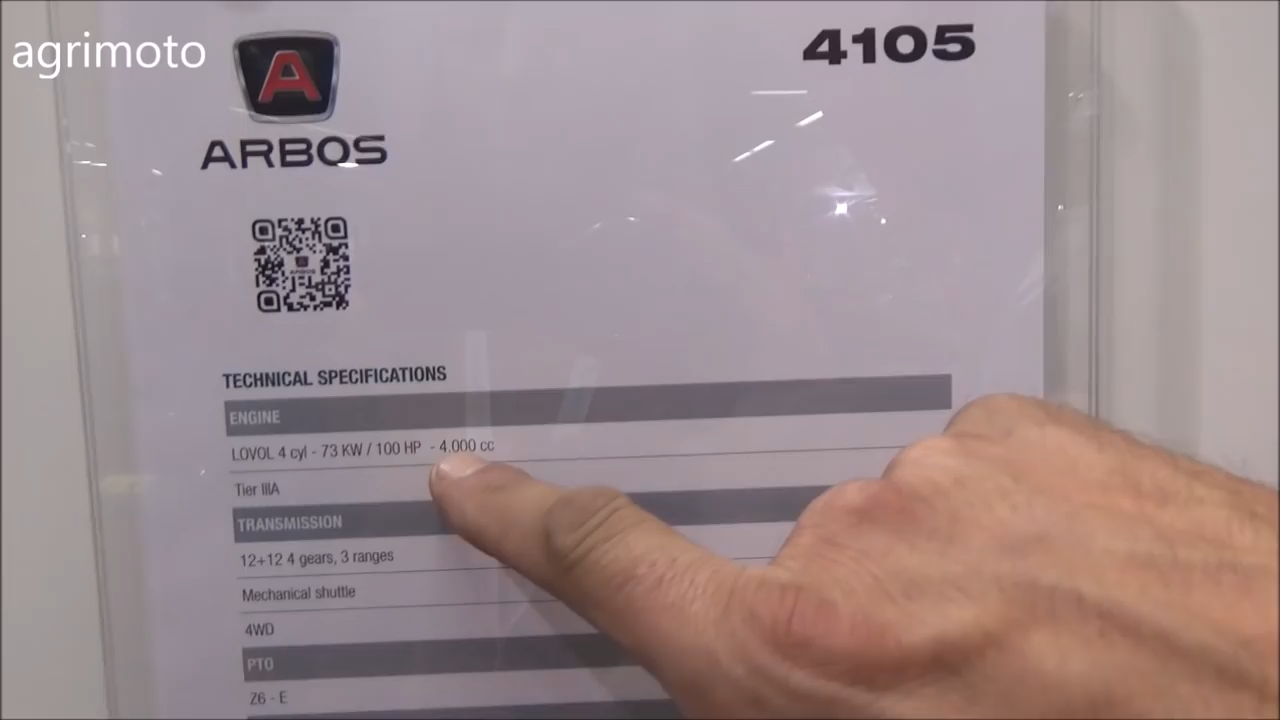 agrimoto
A
ARBOS
4105
TECHNICAL SPECIFICATIONS
ENGINE
LOVOL 4 cyl - 73 KW / 100 HP - 4.000 cc
Tier IIIA
TRANSMISSION
12+12 4 gears, 3 ranges
Mechanical shuttle
4WD
PTO
Z6 - E